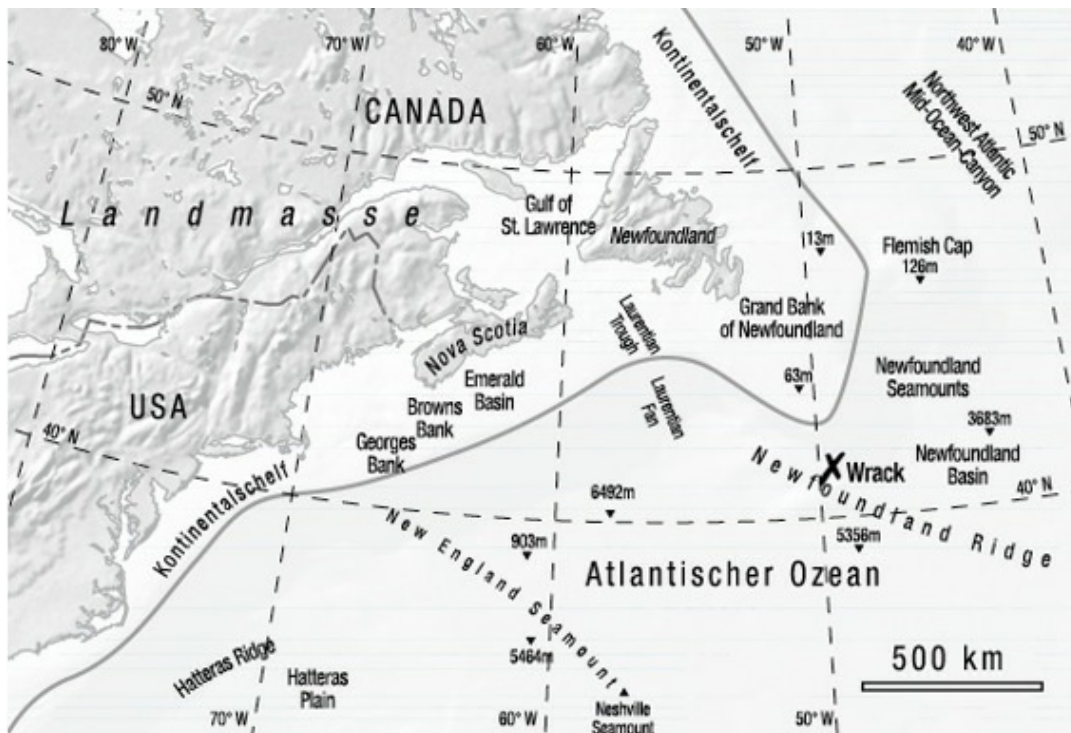 80° W
70° W
60° W
50° W
40° W
Kontinentalschelf
Northwest Atlantic
Mid-Ocean-Canyon
50° N
CANADA
50° N
Landmasse
Gulf of
St. Lawrence
Newfoundland
13m
Flemish Cap
126m
Grand Bank
of Newfoundland
Laurentian
Trough
Nova Scotia
Emerald
Basin
63m
Newfoundland
Seamounts
USA
Browns
Bank
Laurentian
Fan
3683m
40° N
Georges
Bank
Newfoundland
Basin
Wrack
Newfoundland Ridge
Kontinentalschelf
6492m
40° N
New England Seamount
903m
5356m
Atlantischer Ozean
5464m
Hatteras Ridge
Hatteras
Plain
500 km
Neshville
Seamount
70° W
60° W
50° W